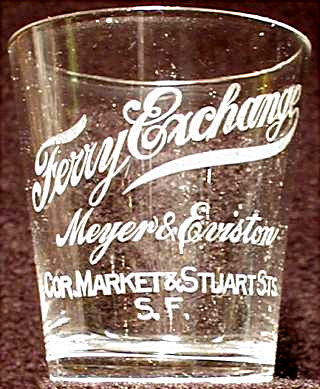 Ferry Exchange
Meyer & Eviston
COR. MARKET & STUART STS.
S. F.